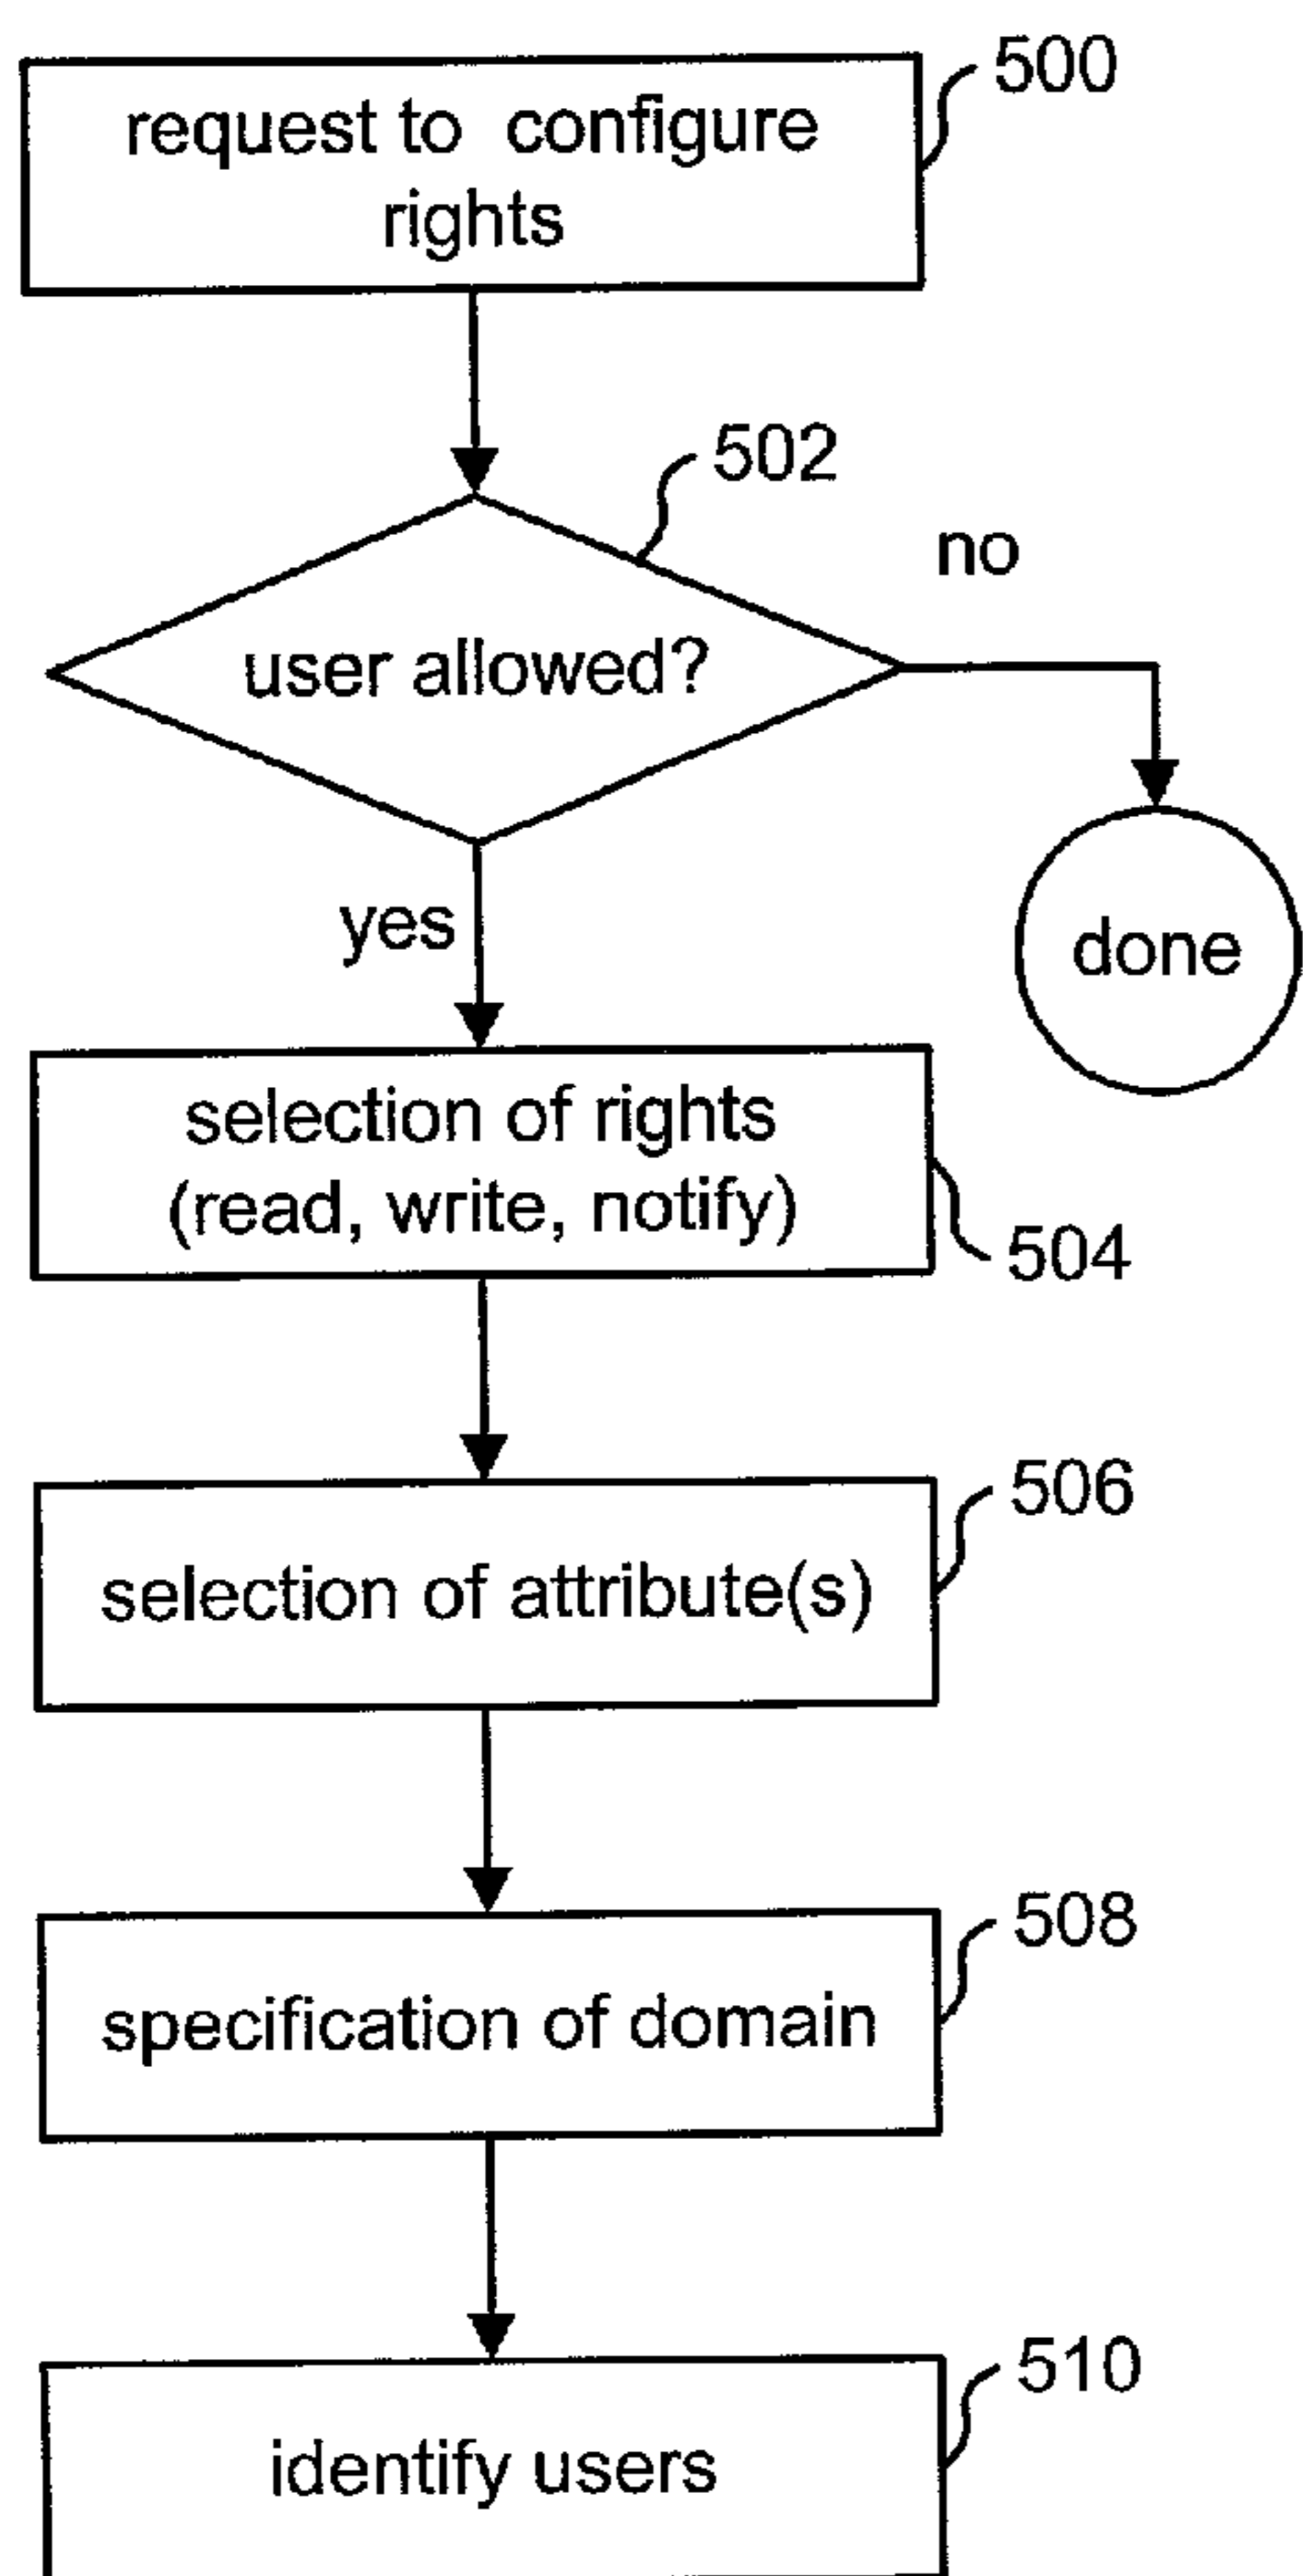 500
request to configure
rights
502
no
user allowed?
yes
done
selection of rights
(read, write, notify)
504
506
selection of attribute(s)
508
specification of domain
510
identify users